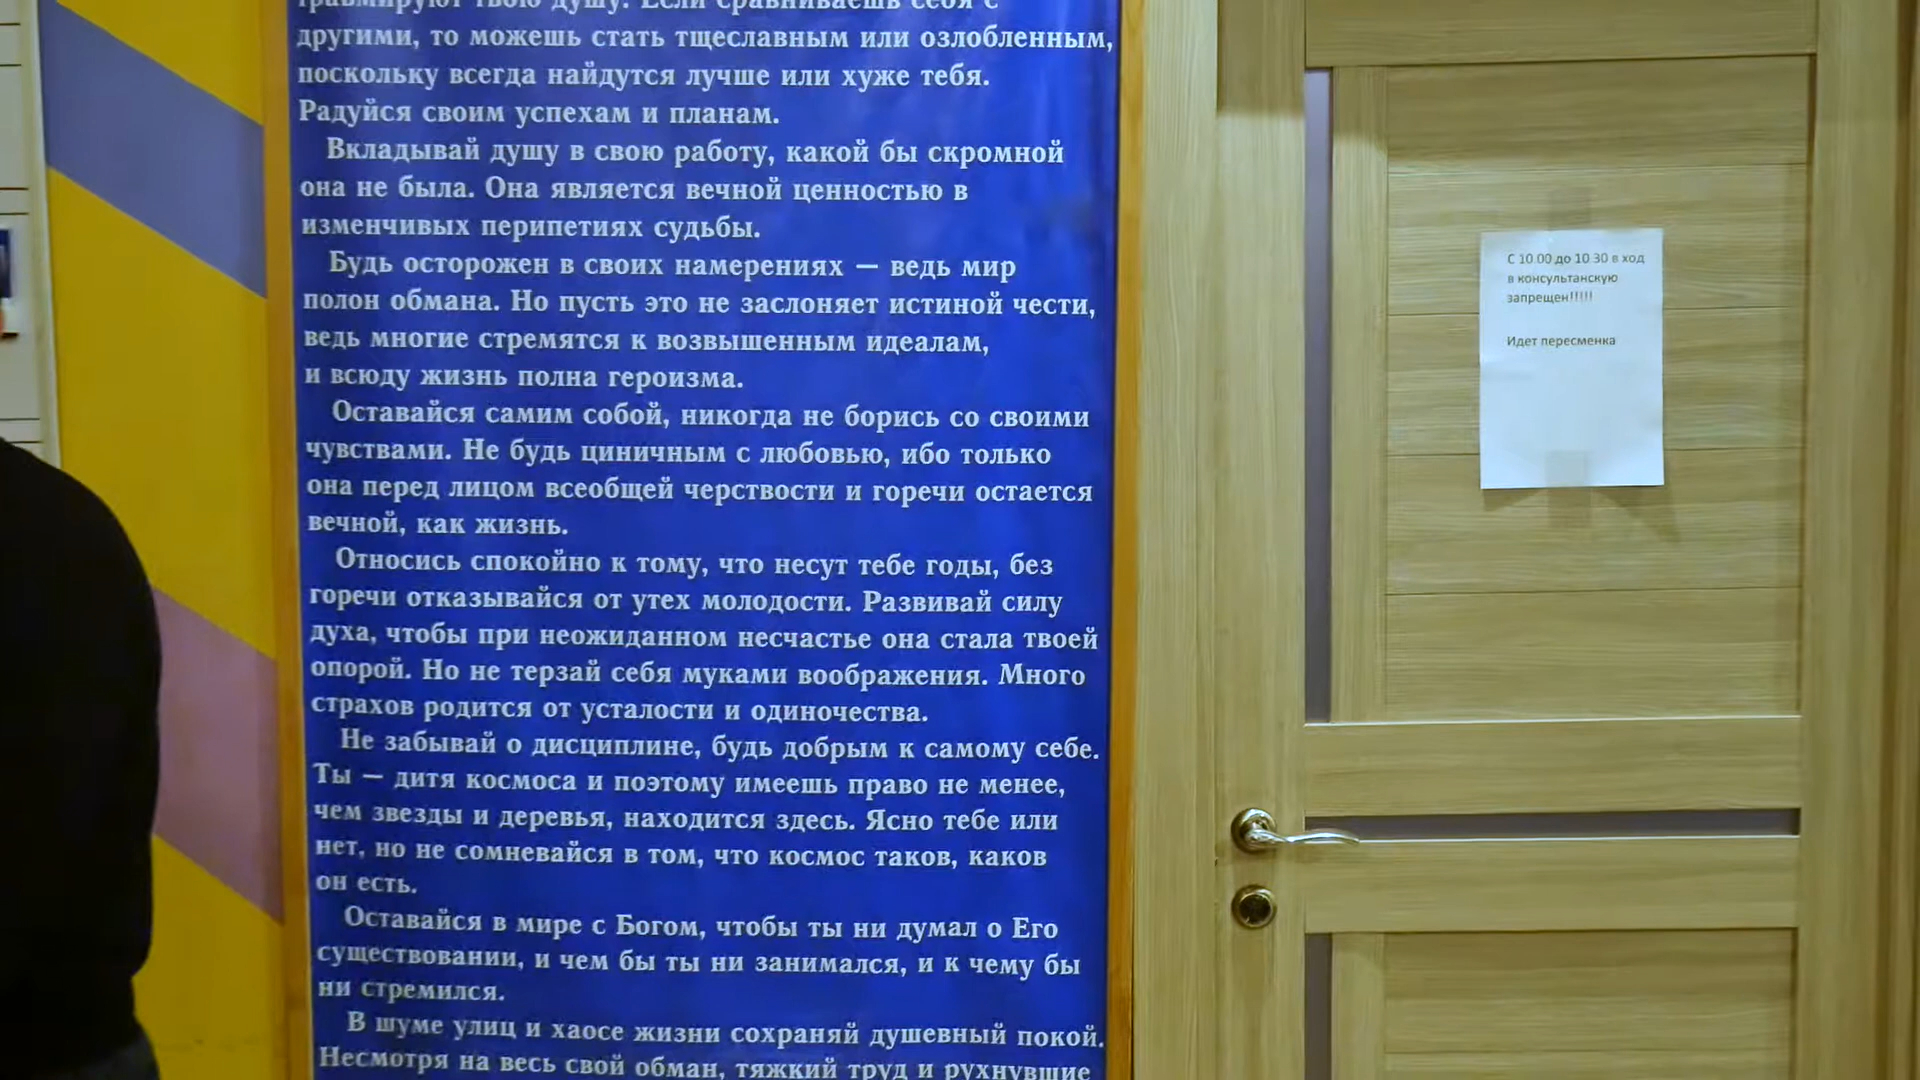 травмируют твою душу. Если сравниваешь себя с
другими, то можешь стать тщеславным или озлобленным,
поскольку всегда найдутся лучше или хуже тебя.
Радуйся своим успехам и планам.
Вкладывай душу в свою работу, какой бы скромной
она не была. Она является вечной ценностью в
изменчивых перипетиях судьбы.
Будь осторожен в своих намерениях — ведь мир
полон обмана. Но пусть это не заслоняет истиной чести,
ведь многие стремятся к возвышенным идеалам,
и всюду жизнь полна героизма.
Оставайся самим собой, никогда не борись со своими
чувствами. Не будь циничным с любовью, ибо только
она перед лицом всеобщей черствости и горечи остается
вечной, как жизнь.
Относись спокойно к тому, что несут тебе годы, без
горечи отказывайся от утех молодости. Развивай силу
духа, чтобы при неожиданном несчастье она стала твоей
опорой. Но не терзай себя муками воображения. Много
страхов родится от усталости и одиночества.
Не забывай о дисциплине, будь добрым к самому себе.
Ты — дитя космоса и поэтому имеешь право не менее,
чем звезды и деревья, находится здесь. Ясно тебе или
нет, но не сомневайся в том, что космос таков, каков
он есть.
Оставайся в мире с Богом, чтобы ты ни думал о Его
существовании, и чем бы ты ни занимался, и к чему бы
ни стремился.
В шуме улиц и хаосе жизни сохраняй душевный покой.
Несмотря на весь свой обман, тяжкий труд и рухнувшие
С 10.00 до 10.30 в ход
в консультанскую
запрещен!!!!!
Идет пересменка